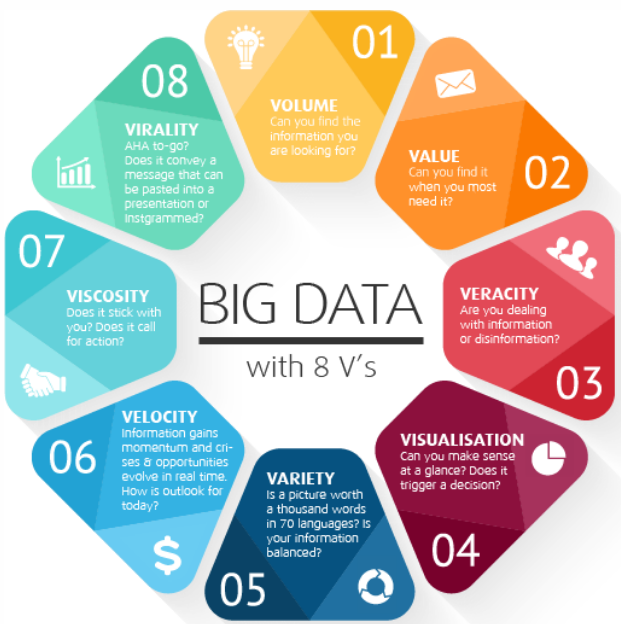 BIG DATA
with 8 V's
01
VOLUME
Can you find the
information you
are looking for?
02
VALUE
Can you find it
when you most
need it?
03
VERACITY
Are you dealing
with information
or disinformation?
04
VISUALISATION
Can you make sense
at a glance? Does it
trigger a decision?
05
VARIETY
Is a picture worth
a thousand words
in 70 languages? Is
your information
balanced?
06
VELOCITY
Information gains
momentum and cri-
ses & opportunities
evolve in real time.
How is outlook for
today?
07
VISCOSITY
Does it stick with
you? Does it call
for action?
08
VIRALITY
AHA to-go?
Does it convey a
message that can
be pasted into a
presentation or
Instgrammed?